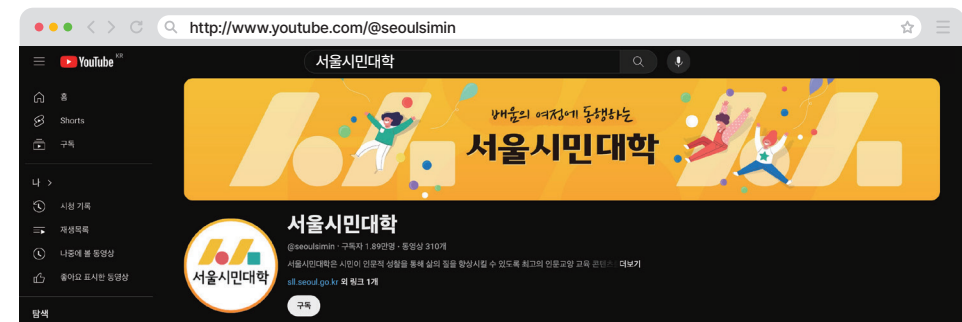 http://www.youtube.com/@seoulsimin
YouTube KR
서울시민대학
홈
Shorts
구독
나 >
시청 기록
재생목록
나중에 볼 동영상
좋아요 표시한 동영상
탐색
배움의 여정에 동행하는
서울시민대학
서울시민대학
서울시민대학
@seoulsimin · 구독자 1.89만명 · 동영상 310개
서울시민대학은 시민이 인문적 성찰을 통해 삶의 질을 향상시킬 수 있도록 최고의 인문교양 교육 콘텐츠 더보기
sll.seoul.go.kr 외 링크 1개
구독